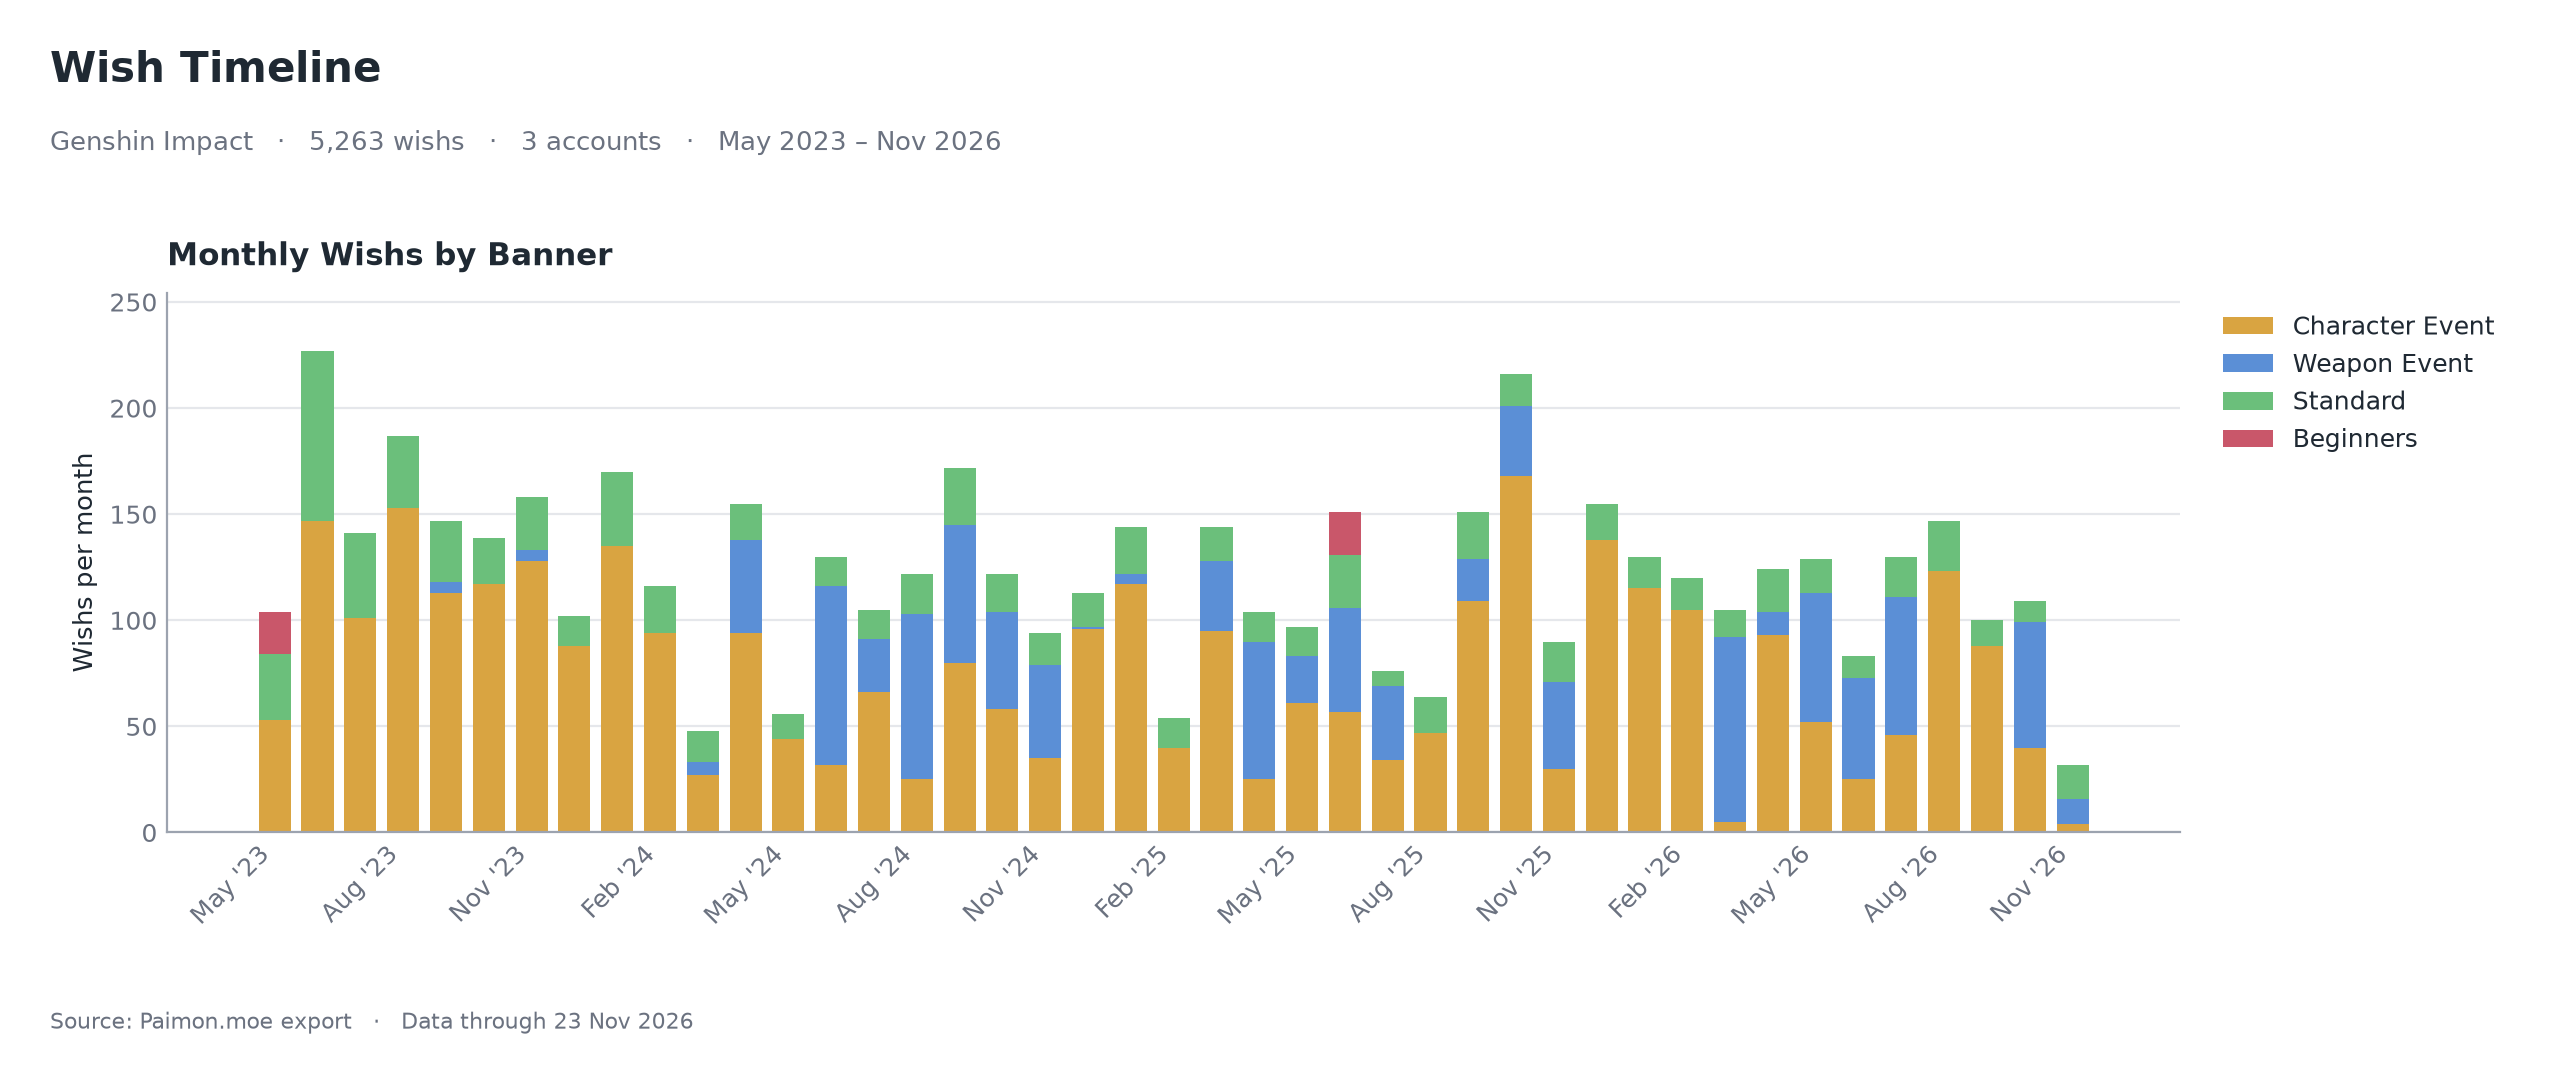 Wish Timeline
Genshin Impact · 5,263 wishs · 3 accounts · May 2023 – Nov 2026
Monthly Wishs by Banner
Wishs per month
250
200
150
100
50
0
Character Event
Weapon Event
Standard
Beginners
May '23
Aug '23
Nov '23
Feb '24
May '24
Aug '24
Nov '24
Feb '25
May '25
Aug '25
Nov '25
Feb '26
May '26
Aug '26
Nov '26
Source: Paimon.moe export · Data through 23 Nov 2026